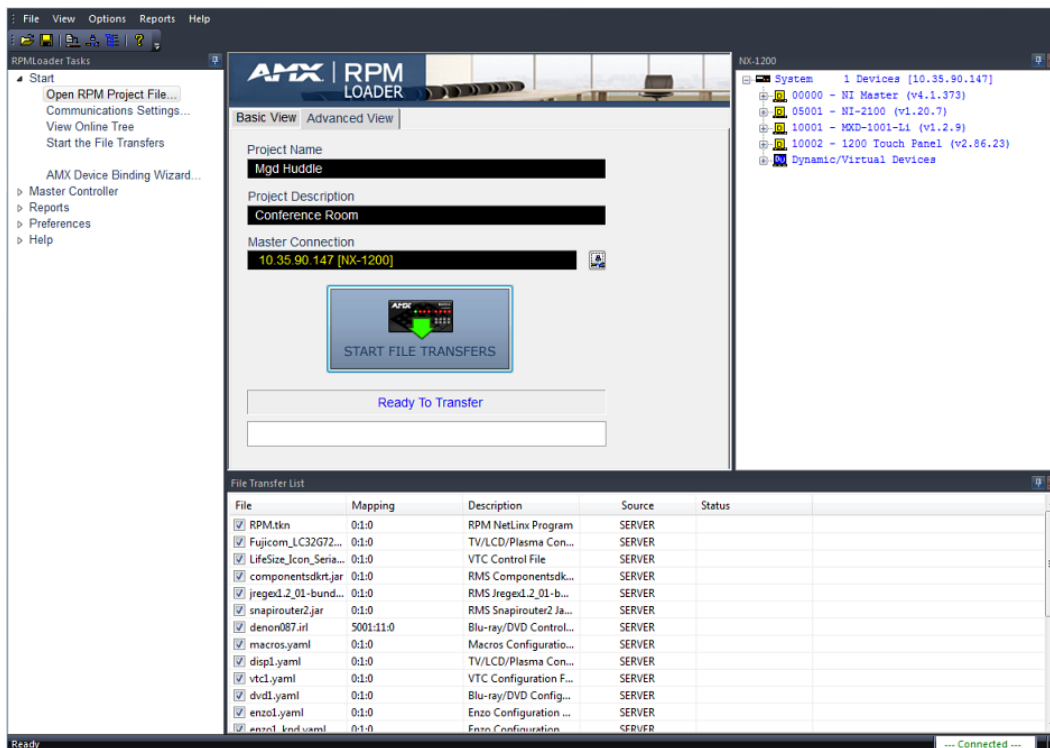 File View Options Reports Help
RPMLoader Tasks
Start
Open RPM Project File...
Communications Settings...
View Online Tree
Start the File Transfers
AMX Device Binding Wizard...
Master Controller
Reports
Preferences
Help
AMX RPM
LOADER
Basic View Advanced View
Project Name
Mgd Huddle
Project Description
Conference Room
Master Connection
10.35.90.147 [NX-1200]
AMX
START FILE TRANSFERS
Ready To Transfer
NX-1200
System 1 Devices [10.35.90.147]
00000 - NI Master (v4.1.373)
05001 - NI-2100 (v1.20.7)
10001 - MXD-1001-Li (v1.2.9)
10002 - 1200 Touch Panel (v2.86.23)
Dynamic/Virtual Devices
File Transfer List
File Mapping Description Source Status
RPM.tkn 0:1:0 RPM NetLinx Program SERVER
Fujicom_LC32G72... 0:1:0 TV/LCD/Plasma Con... SERVER
LifeSize_Icon_Seria... 0:1:0 VTC Control File SERVER
componentsdkrt.jar 0:1:0 RMS Componentsdk... SERVER
jregex1.2_01-bund... 0:1:0 RMS Jregex1.2_01-b... SERVER
snapirouter2.jar 0:1:0 RMS Snapirouter2 Ja... SERVER
denon087.irl 5001:11:0 Blu-ray/DVD Control... SERVER
macros.yaml 0:1:0 Macros Configuratio... SERVER
disp1.yaml 0:1:0 TV/LCD/Plasma Con... SERVER
vtc1.yaml 0:1:0 VTC Configuration F... SERVER
dvd1.yaml 0:1:0 Blu-ray/DVD Config... SERVER
enzo1.yaml 0:1:0 Enzo Configuration ... SERVER
enzo1_kpd.yaml 0:1:0 Enzo Configuration SERVER
Ready --- Connected ---